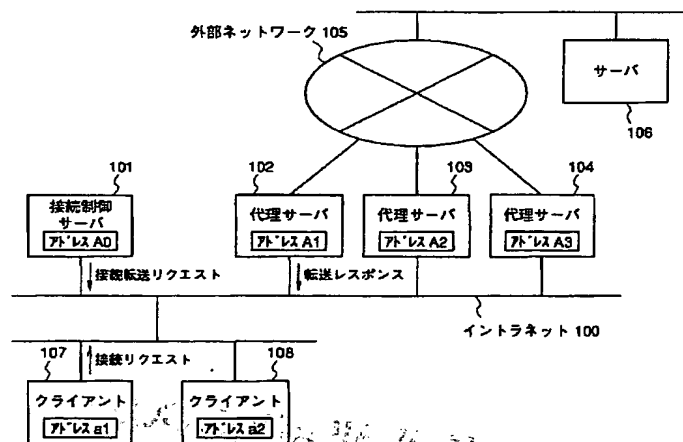 外部ネットワーク 105
サーバ
106
101
接続制御
サーバ
アドレス A0
102
代理サーバ
アドレス A1
103
代理サーバ
アドレス A2
104
代理サーバ
アドレス A3
接続転送リクエスト
転送レスポンス
イントラネット 100
107
接続リクエスト
108
クライアント
アドレス a1
クライアント
アドレス a2